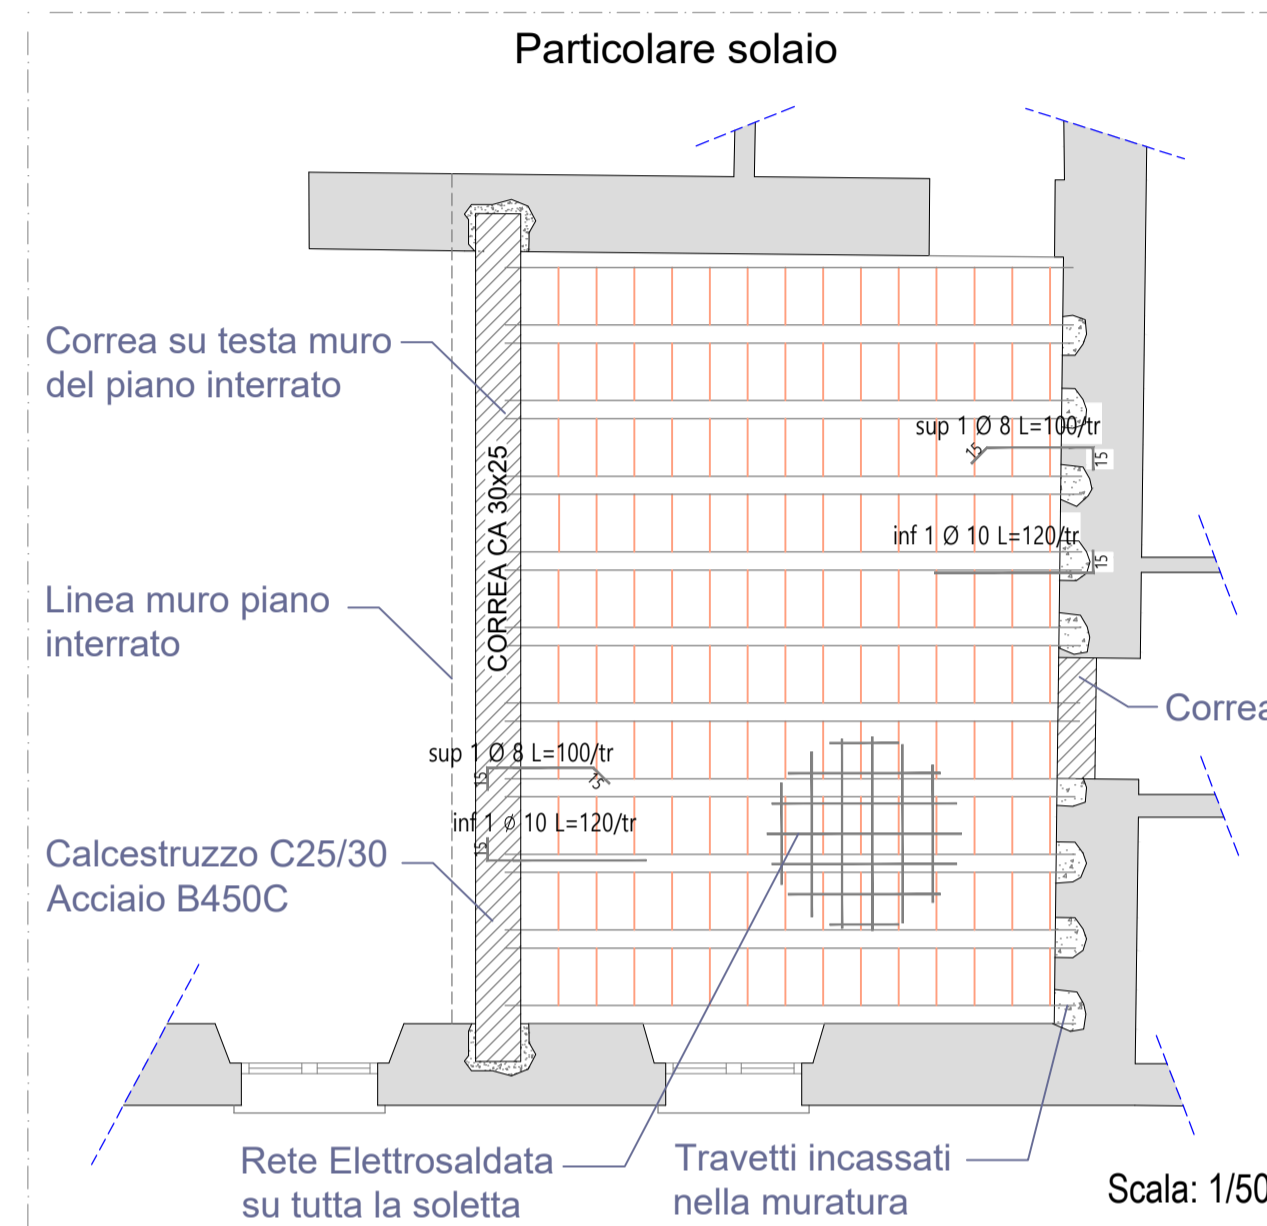 Particolare solaio
Correa su testa muro
del piano interrato
sup 1 Ø 8 L=100/tr
15
15
CORREA CA 30x25
inf 1 Ø 10 L=120/tr
15
Linea muro piano
interrato
Correa
sup 1 Ø 8 L=100/tr
15
15
inf 1 Ø 10 L=120/tr
15
Calcestruzzo C25/30
Acciaio B450C
Rete Elettrosaldata
su tutta la soletta
Travetti incassati
nella muratura
Scala: 1/50